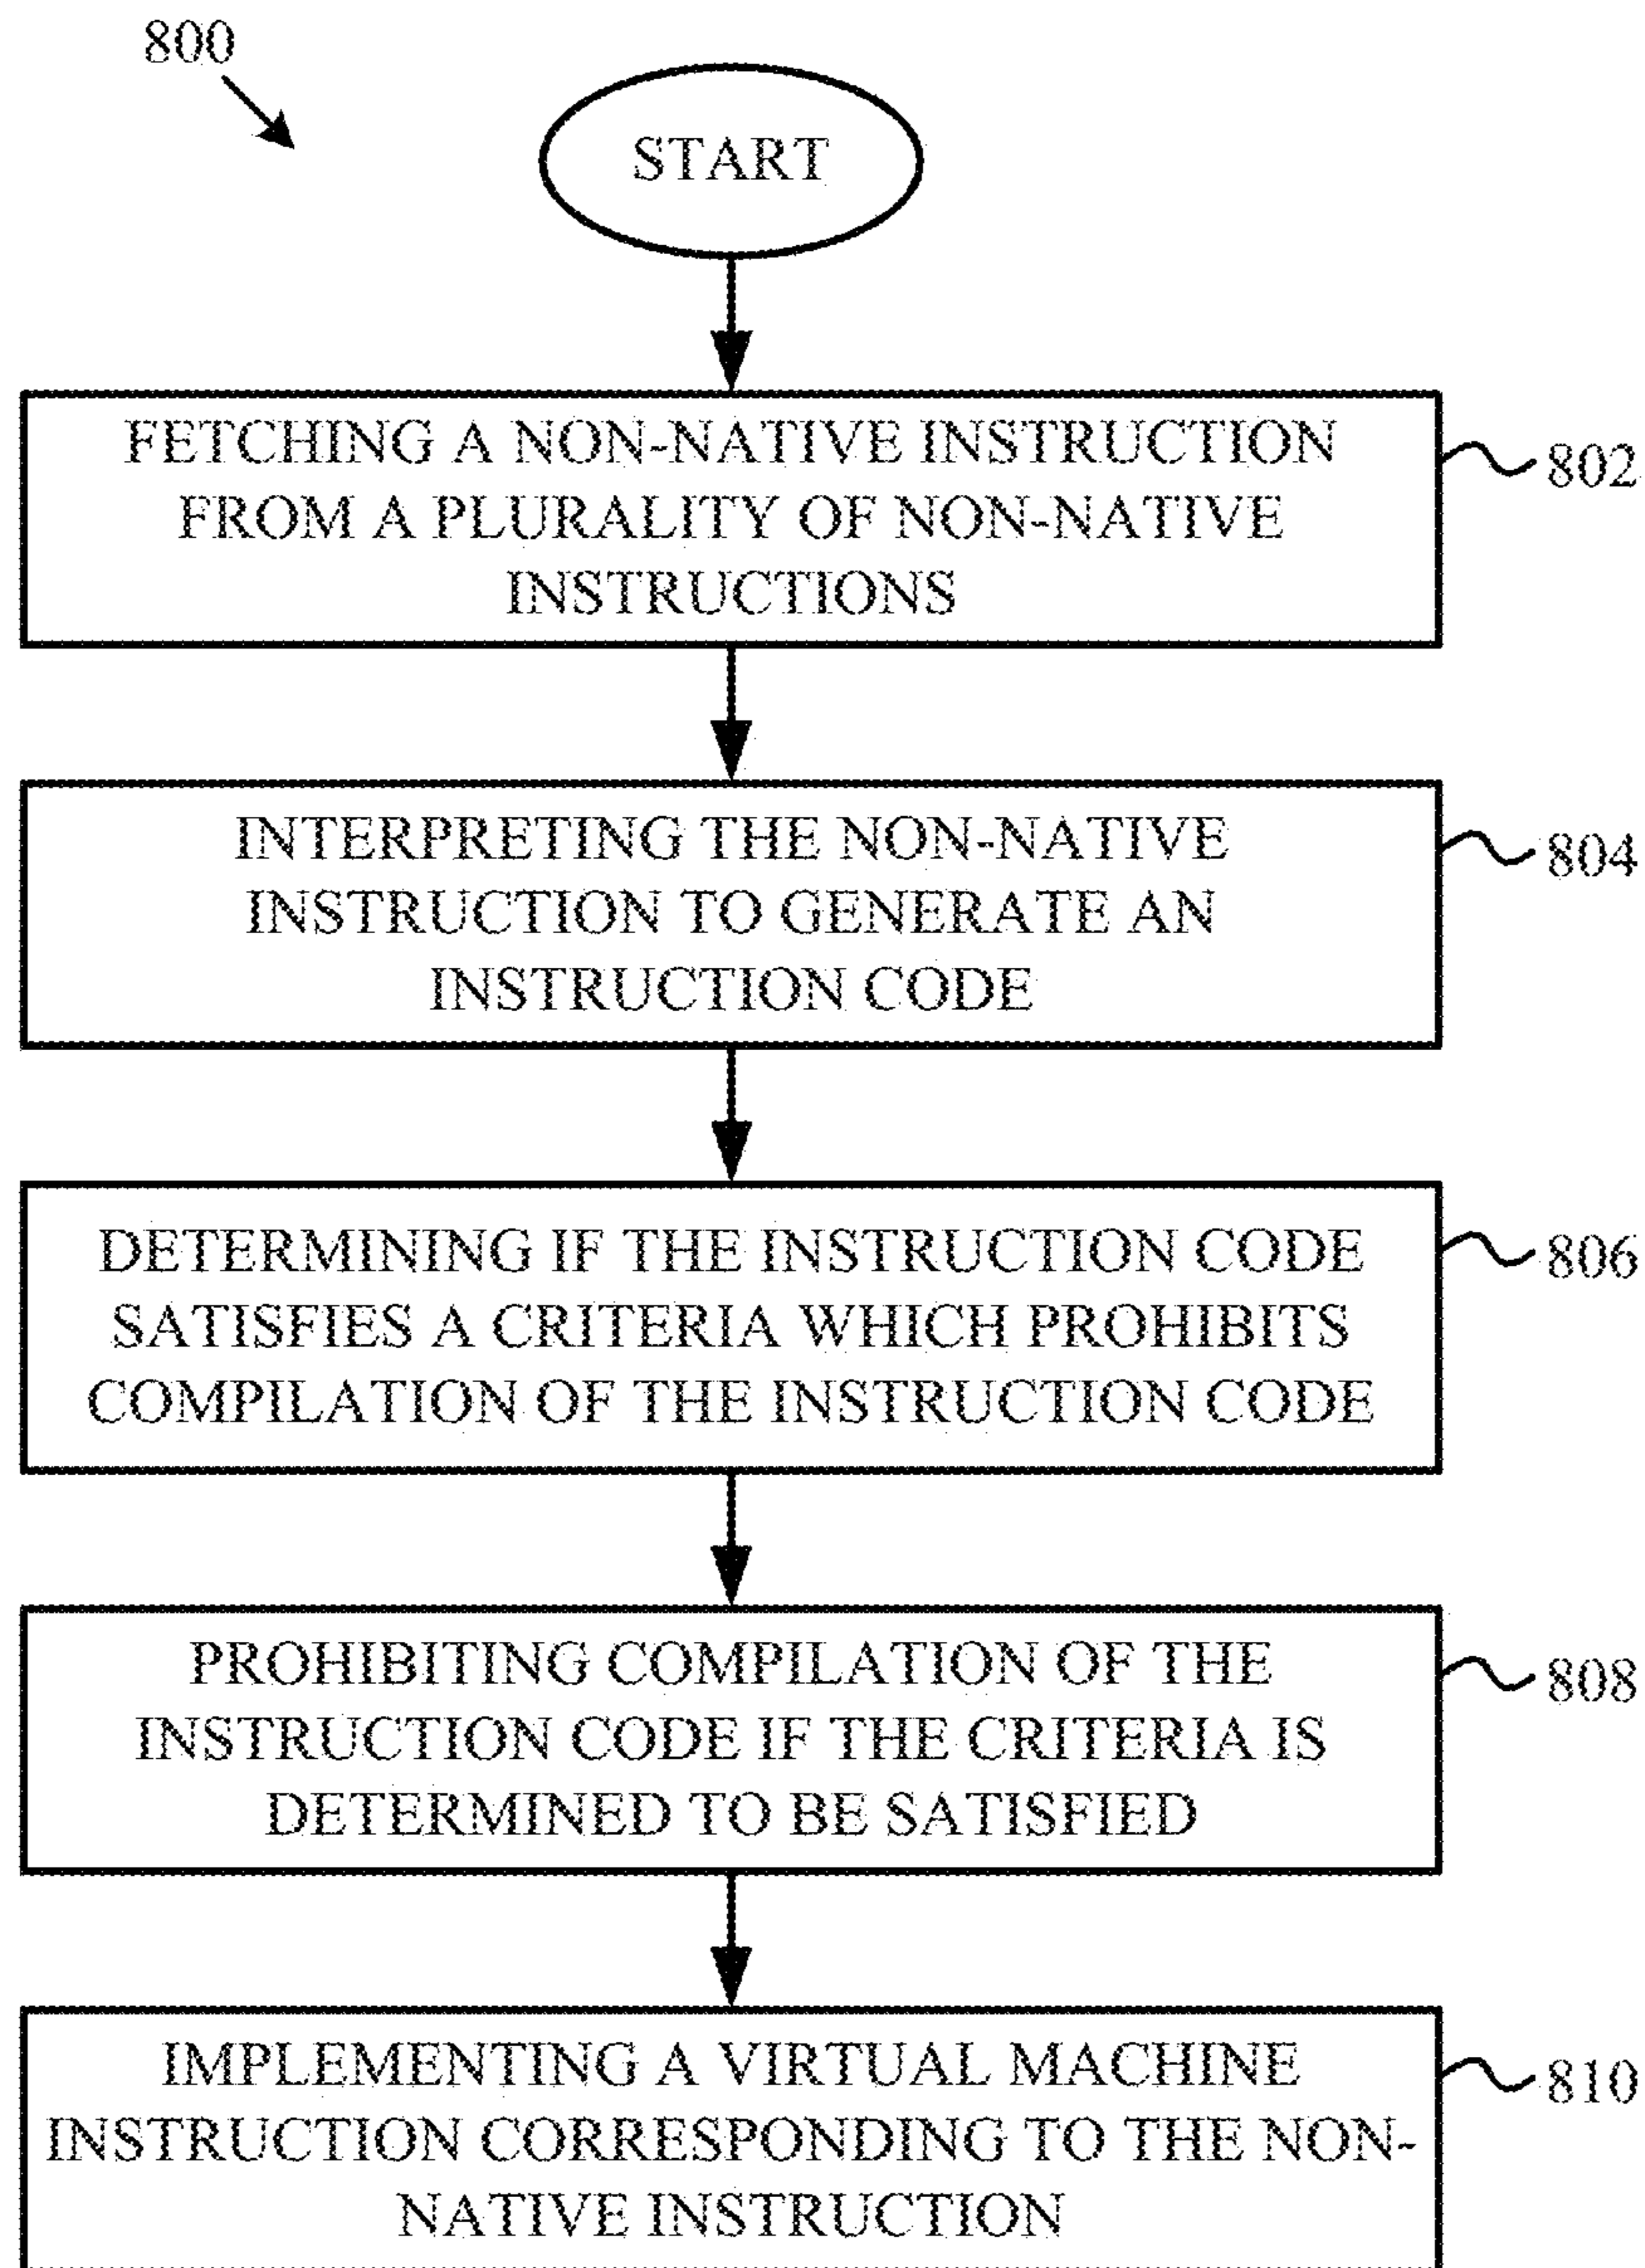 800
START
FETCHING A NON-NATIVE INSTRUCTION
FROM A PLURALITY OF NON-NATIVE
INSTRUCTIONS
802
INTERPRETING THE NON-NATIVE
INSTRUCTION TO GENERATE AN
INSTRUCTION CODE
804
DETERMINING IF THE INSTRUCTION CODE
SATISFIES A CRITERIA WHICH PROHIBITS
COMPILATION OF THE INSTRUCTION CODE
806
PROHIBITING COMPILATION OF THE
INSTRUCTION CODE IF THE CRITERIA IS
DETERMINED TO BE SATISFIED
808
IMPLEMENTING A VIRTUAL MACHINE
INSTRUCTION CORRESPONDING TO THE NON-
NATIVE INSTRUCTION
810